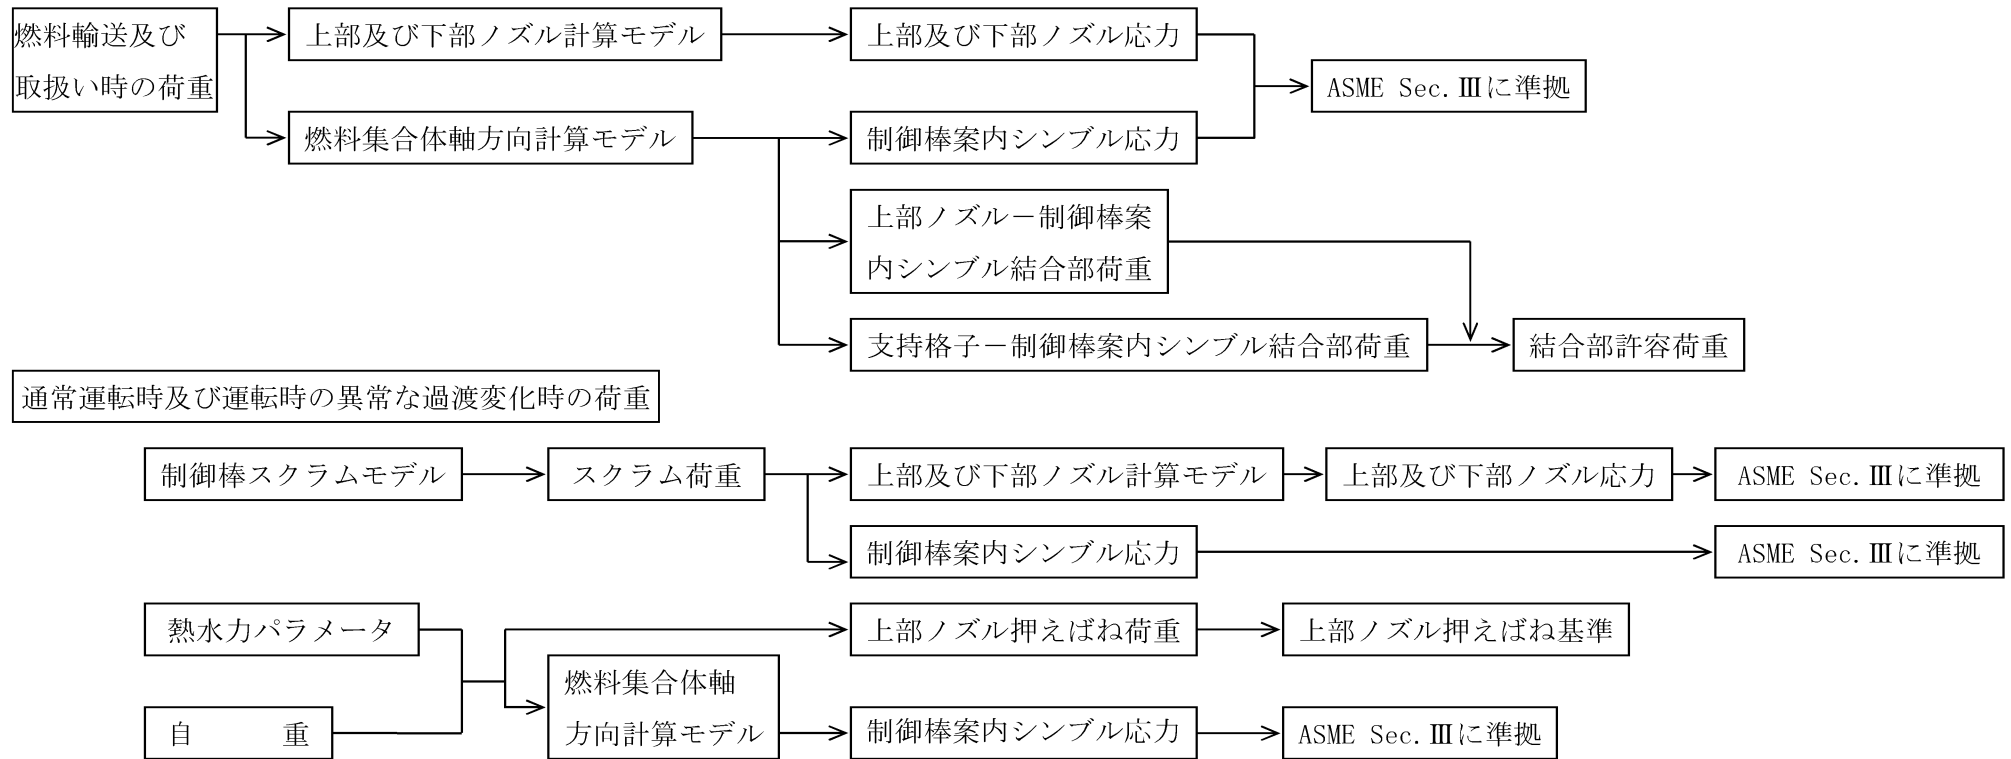 燃料輸送及び
取扱い時の荷重
上部及び下部ノズル計算モデル
上部及び下部ノズル応力
ASME Sec.Ⅲに準拠
燃料集合体軸方向計算モデル
制御棒案内シンブル応力
上部ノズル－制御棒案
内シンブル結合部荷重
支持格子－制御棒案内シンブル結合部荷重
結合部許容荷重
通常運転時及び運転時の異常な過渡変化時の荷重
制御棒スクラムモデル
スクラム荷重
上部及び下部ノズル計算モデル
上部及び下部ノズル応力
ASME Sec.Ⅲに準拠
制御棒案内シンブル応力
ASME Sec.Ⅲに準拠
熱水力パラメータ
上部ノズル押えばね荷重
上部ノズル押えばね基準
燃料集合体軸
方向計算モデル
自　　　重
制御棒案内シンブル応力
ASME Sec.Ⅲに準拠